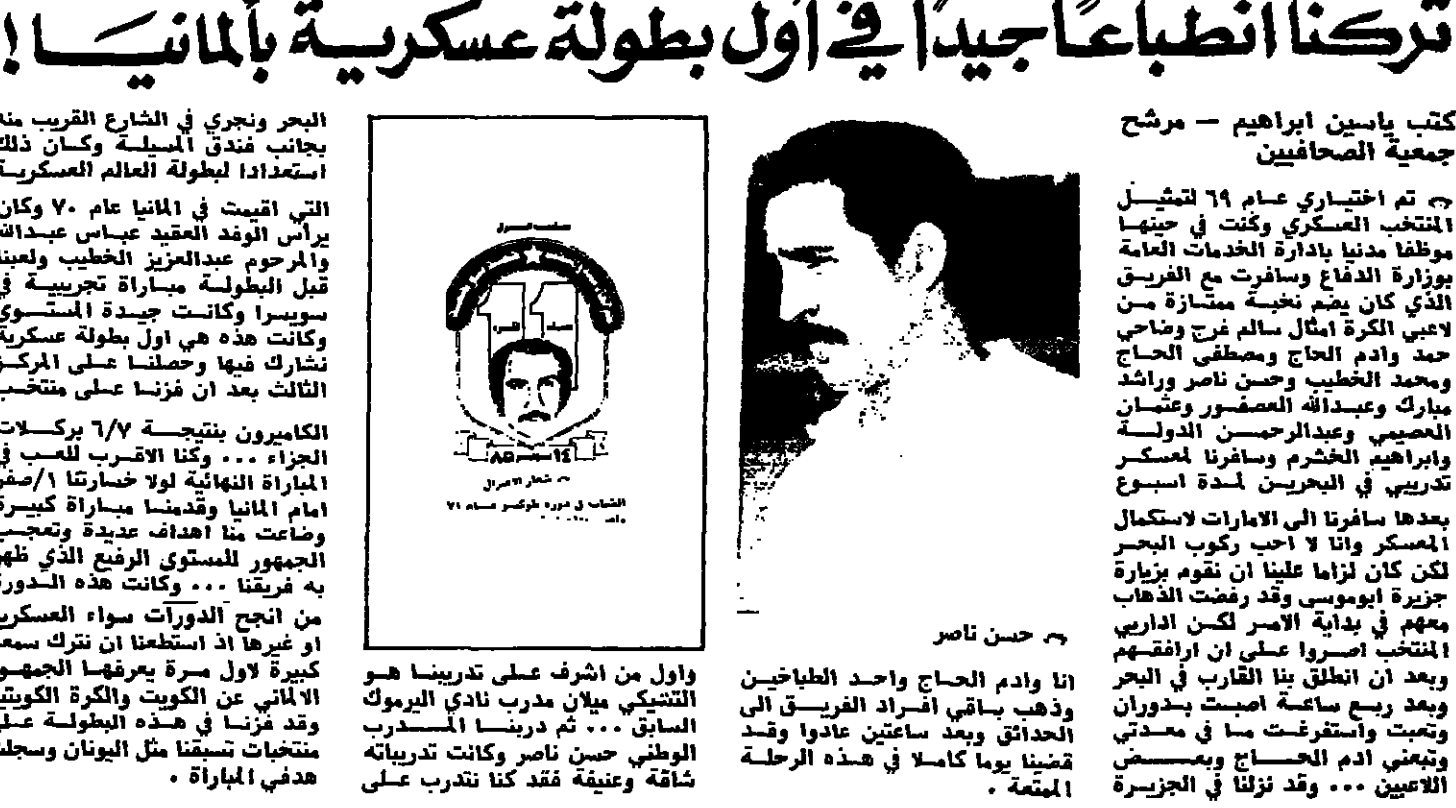 تركنا انطباعًا جيدًا في أول بطولة عسكرية بألمانيا !
كتب ياسين ابراهيم — مرشح
جمعية الصحافيين
تم اختياري عام ٦٩ لتمثيل
المنتخب العسكري وكنت في حينها
موظفا مدنيا بادارة الخدمات العامة
بوزارة الدفاع وسافرت مع الفريق
الذي كان يضم نخبة ممتازة من
لاعبي الكرة امثال سالم فرج وضاحي
حمد وادم الحاج ومصطفى الحاج
ومحمد الخطيب وحسن ناصر وراشد
مبارك وعبدالله العصفور وعثمان
العصيمي وعبدالرحمن الدولة
وابراهيم الخشرم وسافرنا لمعسكر
تدريبي في البحرين لمدة اسبوع
بعدها سافرنا الى الامارات لاستكمال
المعسكر وانا لا احب ركوب البحر
لكن كان لزاما علينا ان نقوم بزيارة
جزيرة ابوموسى وقد رفضت الذهاب
معهم في بداية الامر لكن اداريي
المنتخب اصروا على ان ارافقهم
وبعد ان انطلق بنا القارب في البحر
وبعد ربع ساعة اصبت بدوران
وتعبت واستفرغت ما في معدتي
وتبعني ادم الحاج وبعض
اللاعبين ... وقد نزلنا في الجزيرة
حسن ناصر
انا وادم الحاج واحد الطباخين
وذهب باقي افراد الفريق الى
الحدائق وبعد ساعتين عادوا وقد
قضينا يوما كاملا في هذه الرحلة
الممتعة .
١٤ ٨٥
شعار الاعتزال
الشباب في دورة طوكيو عام ٧١
واول من اشرف على تدريبنا هو
التشيكي ميلان مدرب نادي اليرموك
السابق ... ثم دربنا المدرب
الوطني حسن ناصر وكانت تدريباته
شاقة وعنيفة فقد كنا نتدرب على
البحر ونجري في الشارع القريب منه
بجانب فندق المسيلة وكان ذلك
استعدادا لبطولة العالم العسكرية
التي اقيمت في المانيا عام ٧٠ وكان
يرأس الوفد العقيد عباس عبدالله
والمرحوم عبدالعزيز الخطيب ولعبنا
قبل البطولة مباراة تجريبية في
سويسرا وكانت جيدة المستوى
وكانت هذه هي اول بطولة عسكرية
نشارك فيها وحصلنا على المركز
الثالث بعد ان فزنا على منتخب
الكاميرون بنتيجة ٦/٧ بركلات
الجزاء ... وكنا الاقرب للعب في
المباراة النهائية لولا خسارتنا ١/صفر
امام المانيا وقدمنا مباراة كبيرة
وضاعت منا اهداف عديدة وتعجب
الجمهور للمستوى الرفيع الذي ظهر
به فريقنا ... وكانت هذه الدورة
من انجح الدورات سواء العسكرية
او غيرها اذ استطعنا ان نترك سمعة
كبيرة لاول مرة يعرفها الجمهور
الالماني عن الكويت والكرة الكويتية
وقد فزنا في هذه البطولة على
منتخبات تسبقنا مثل اليونان وسجلت
هدفي المباراة .